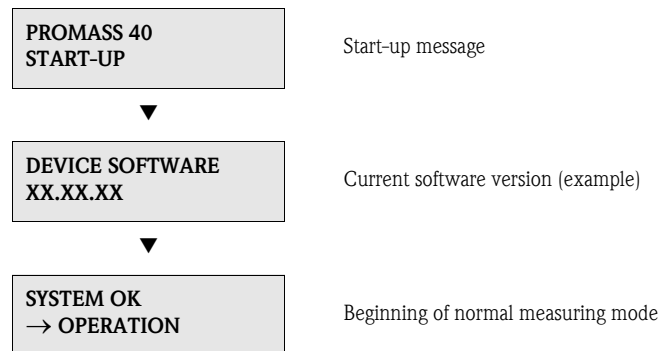 PROMASS 40
START-UP
Start-up message
▼
DEVICE SOFTWARE
XX.XX.XX
Current software version (example)
▼
SYSTEM OK
→ OPERATION
Beginning of normal measuring mode